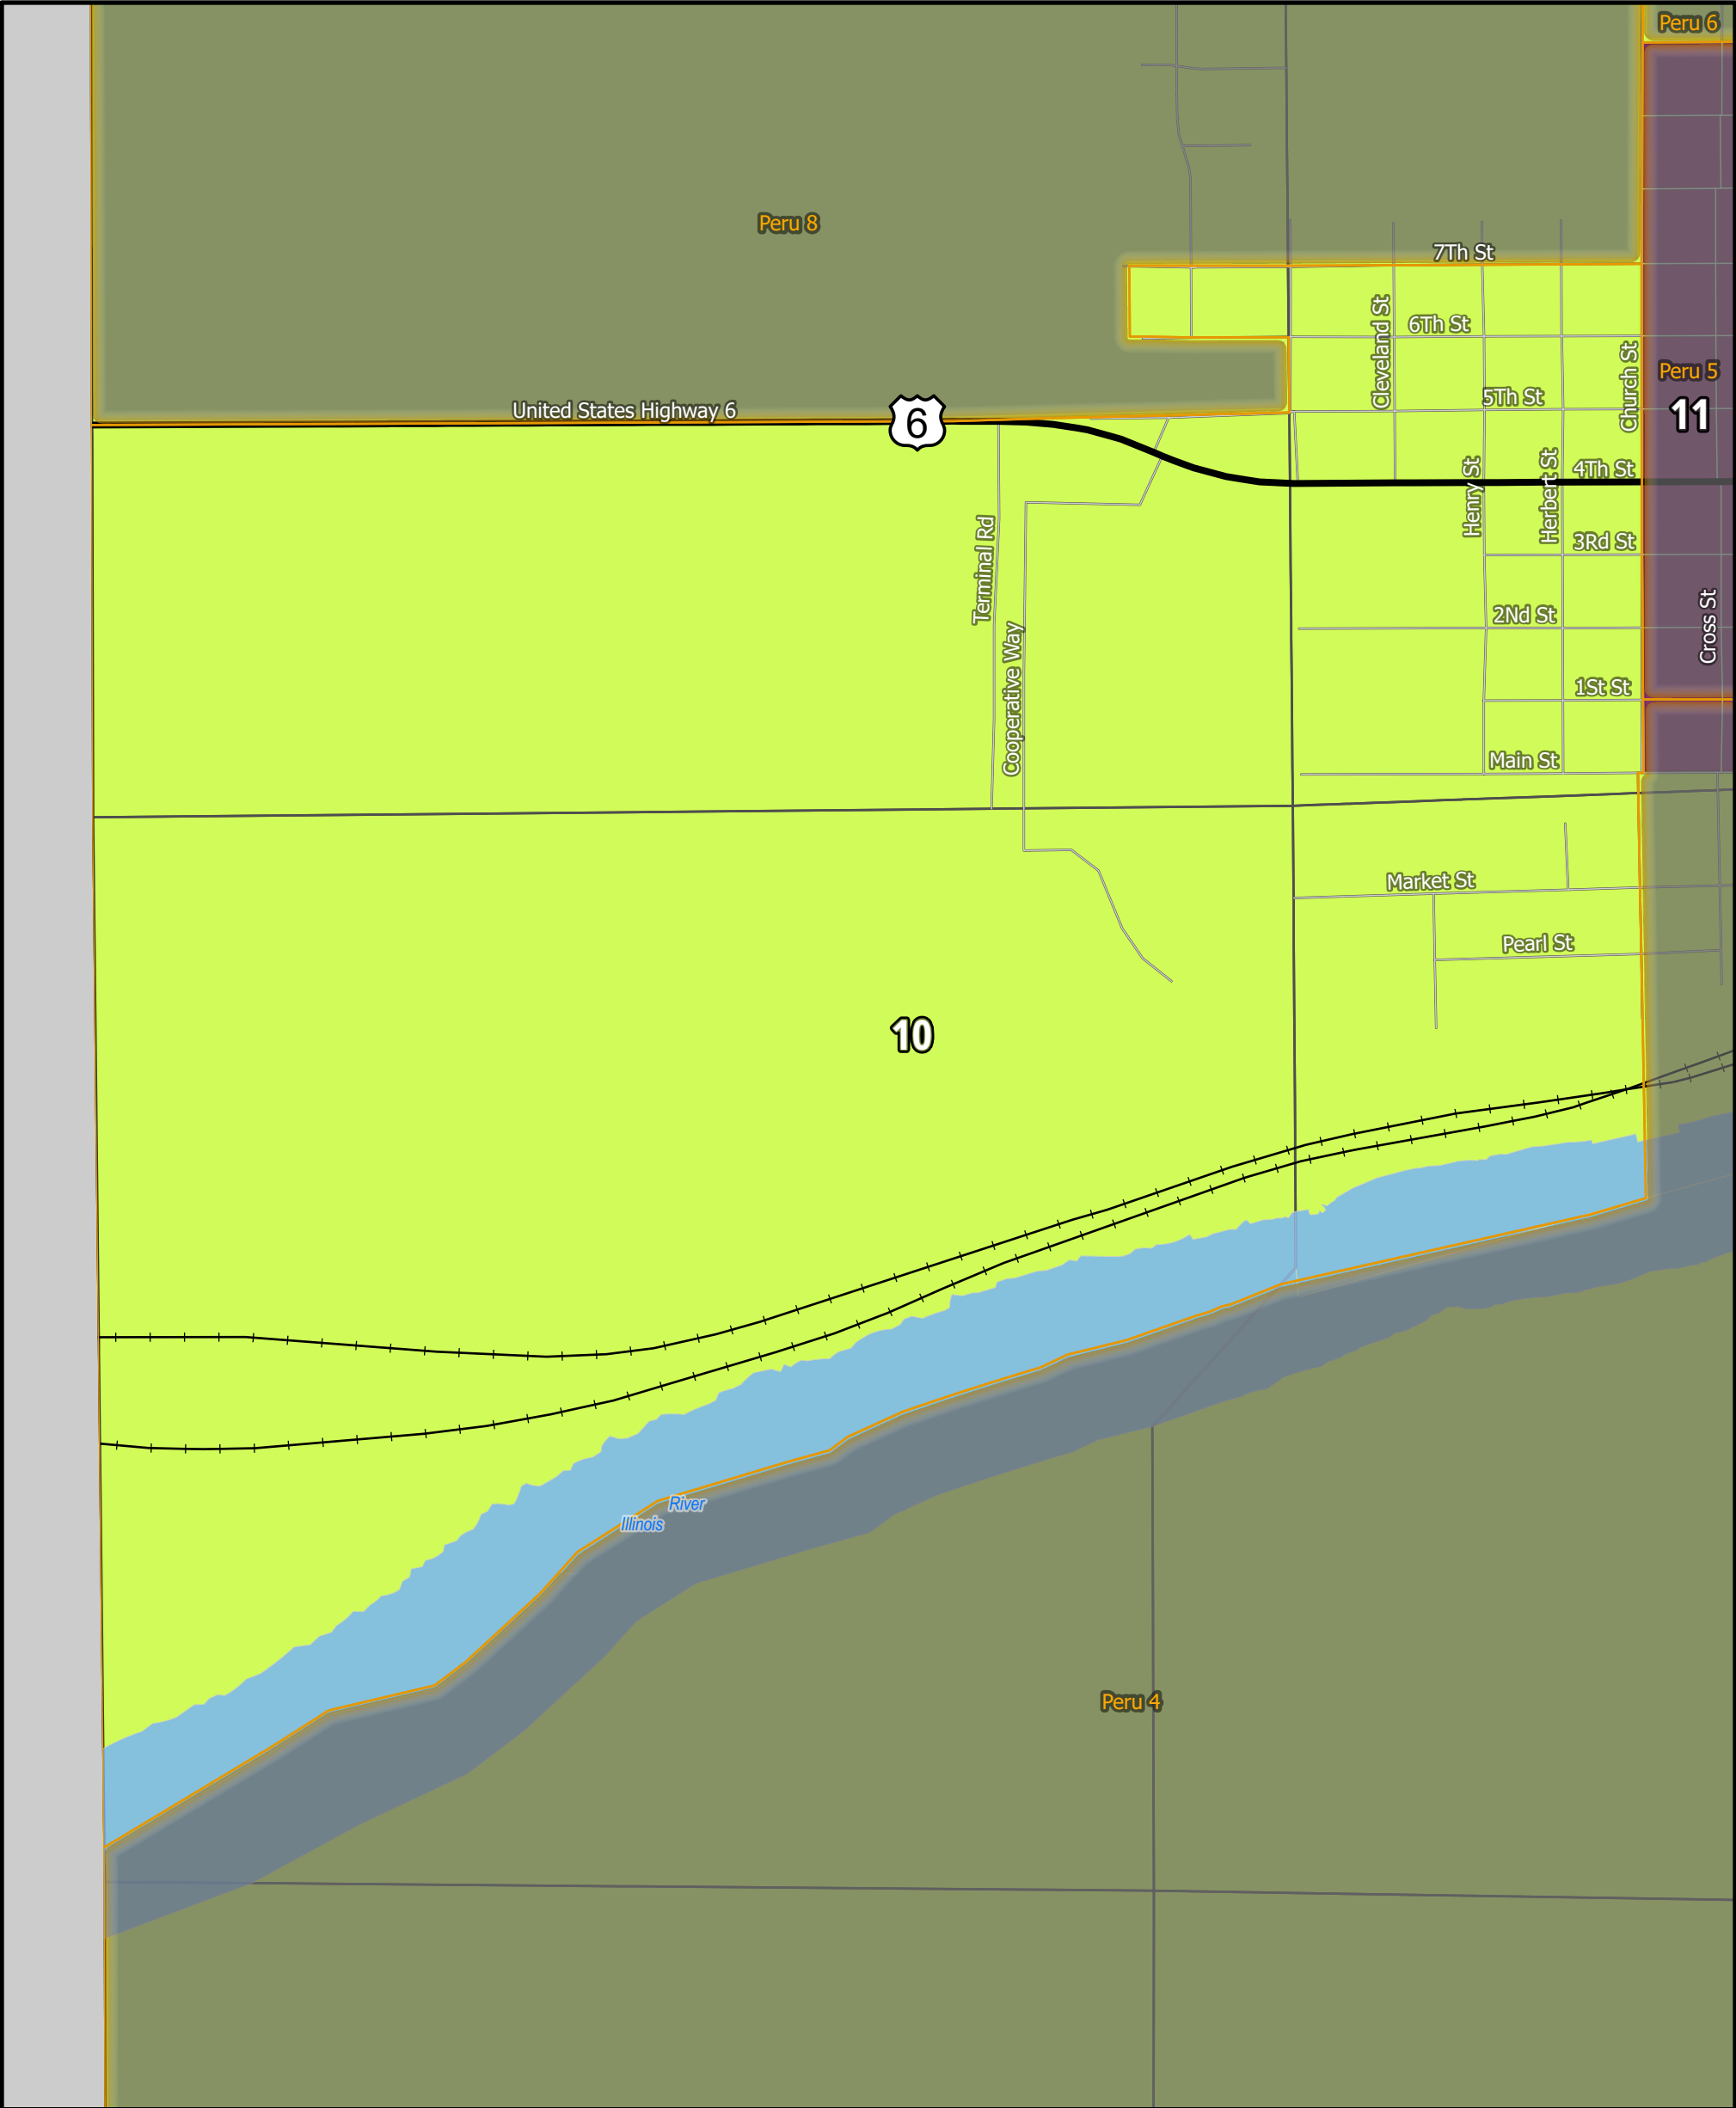 Peru 6
Peru 8
7Th St
6Th St
Cleveland St
Church St
Peru 5
5Th St
United States Highway 6
6
11
4Th St
Henry St
Herbert St
3Rd St
Terminal Rd
2Nd St
Cross St
Cooperative Way
1St St
Main St
Market St
Pearl St
10
River
Illinois
Peru 4